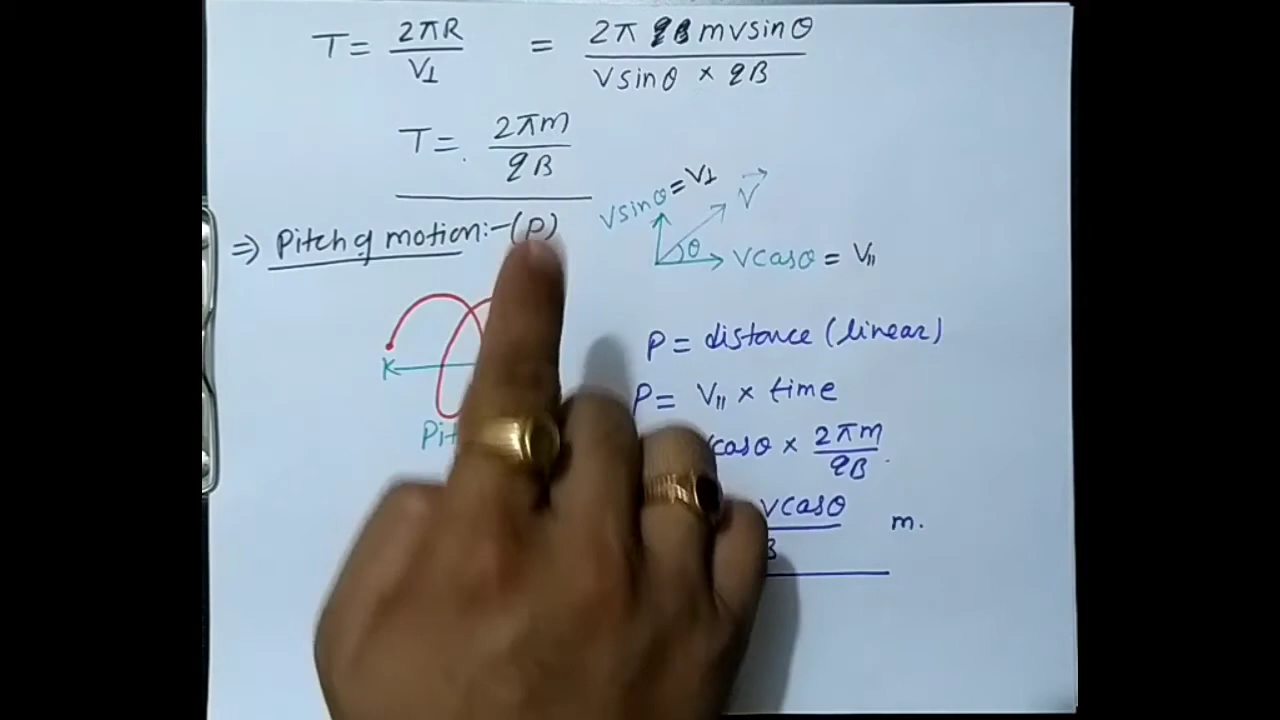 T = 2πR / V⊥ = 2π mvsinθ / vsinθ × qB
T = 2πm / qB
⇒ Pitch of motion:- (P)
vsinθ = V⊥
V
θ
vcosθ = V∥
P = distance (linear)
P = V∥ × time
cosθ × 2πm / qB
vcosθ m.
Pit